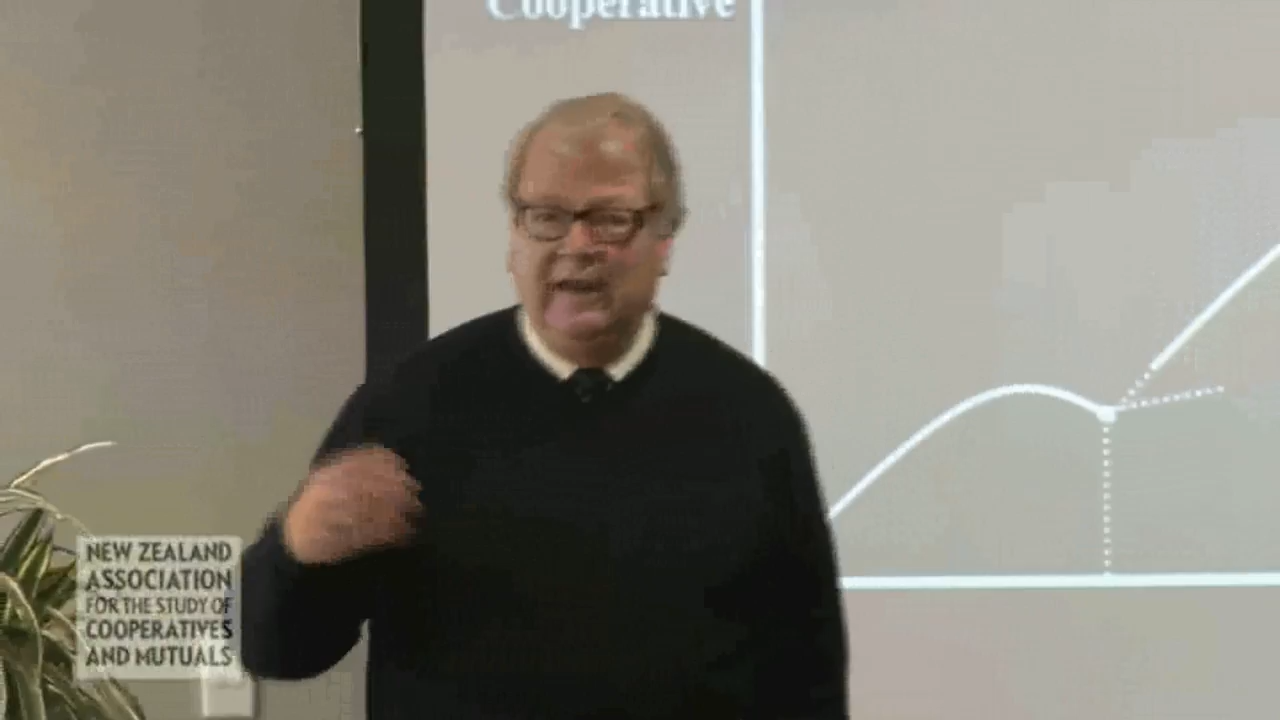 Cooperative
NEW ZEALAND
ASSOCIATION
FOR THE STUDY OF
COOPERATIVES
AND MUTUALS